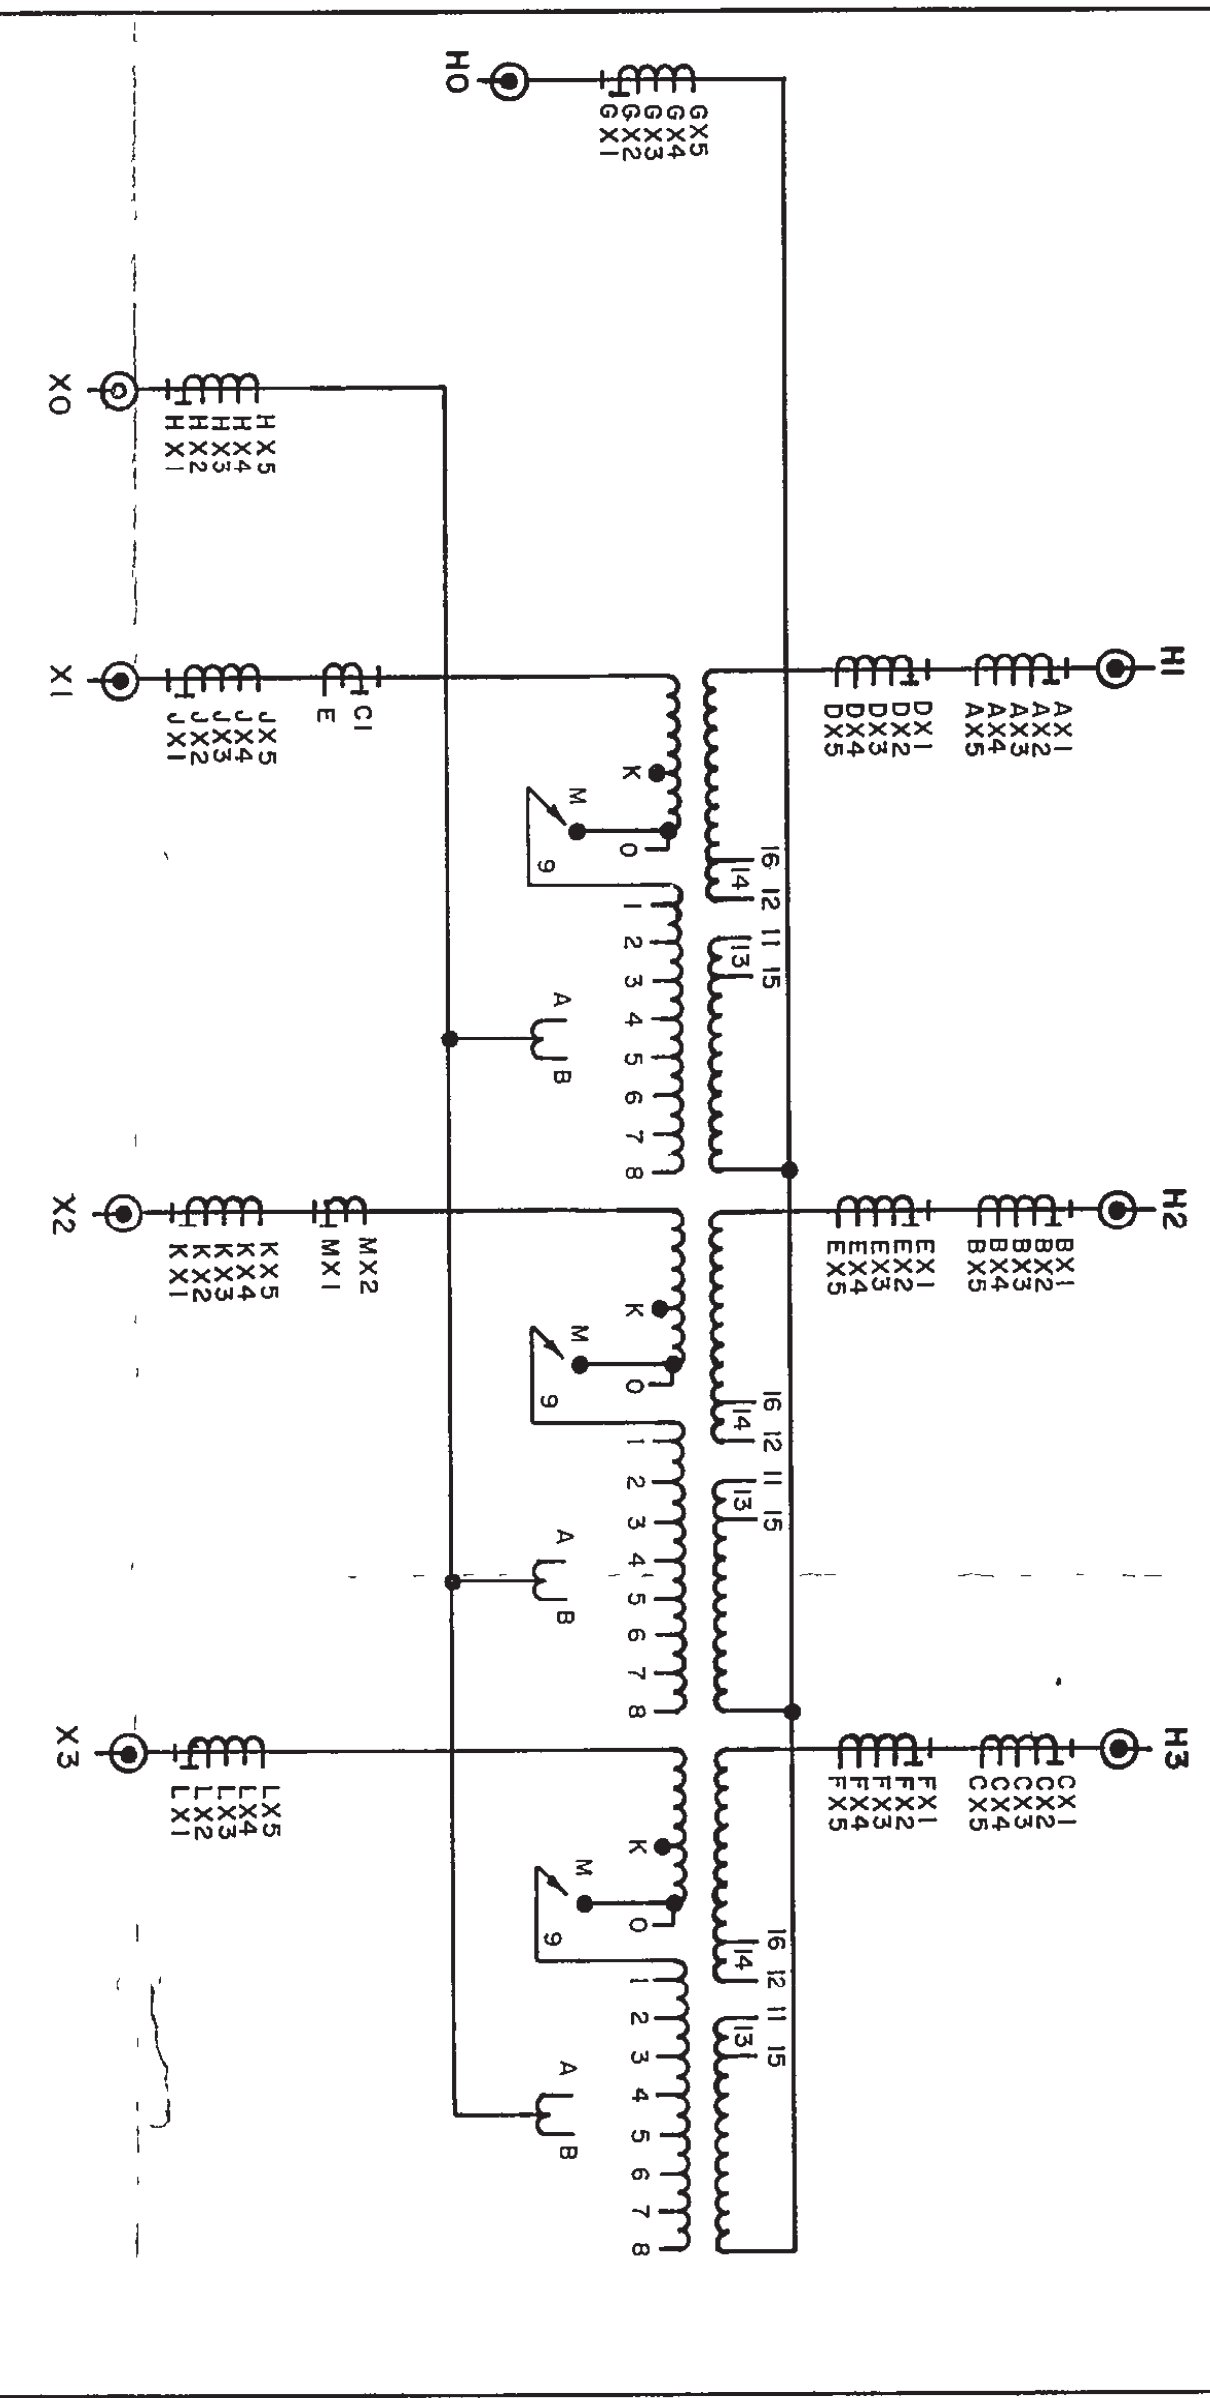 H1
H2
H3
AX1
AX2
AX3
AX4
AX5
BX1
BX2
BX3
BX4
BX5
CX1
CX2
CX3
CX4
CX5
DX1
DX2
DX3
DX4
DX5
EX1
EX2
EX3
EX4
EX5
FX1
FX2
FX3
FX4
FX5
H0
GX5
GX4
GX3
GX2
GX1
16 12 11 15
14 13
16 12 11 15
14 13
16 12 11 15
14 13
K 0 1 2 3 4 5 6 7 8
K 0 1 2 3 4 5 6 7 8
K 0 1 2 3 4 5 6 7 8
M 9 A B
M 9 A B
M 9 A B
C1
E
MX2
MX1
HX5
HX4
HX3
HX2
HX1
JX5
JX4
JX3
JX2
JX1
KX5
KX4
KX3
KX2
KX1
LX5
LX4
LX3
LX2
LX1
X0
X1
X2
X3